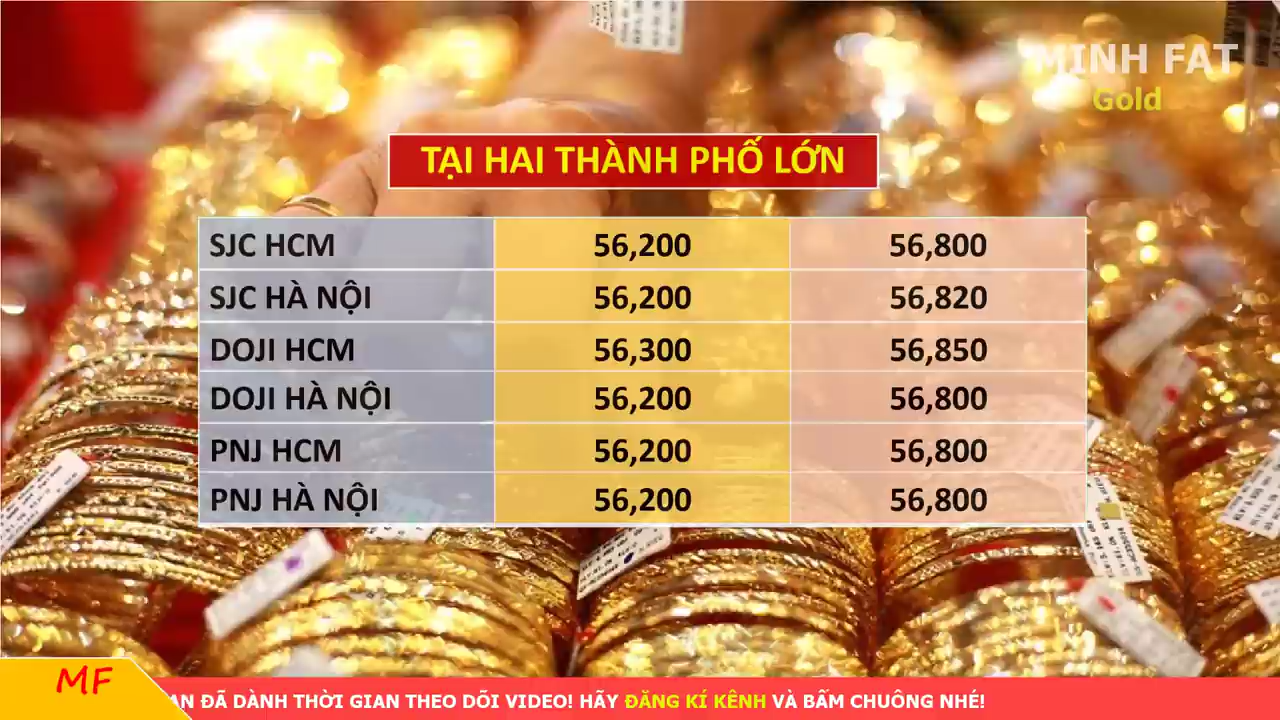 MINH FAT
Gold
TẠI HAI THÀNH PHỐ LỚN
SJC HCM 56,200 56,800
SJC HÀ NỘI 56,200 56,820
DOJI HCM 56,300 56,850
DOJI HÀ NỘI 56,200 56,800
PNJ HCM 56,200 56,800
PNJ HÀ NỘI 56,200 56,800
MF
ĐÃ DÀNH THỜI GIAN THEO DÕI VIDEO! HÃY ĐĂNG KÍ KÊNH VÀ BẤM CHUÔNG NHÉ!